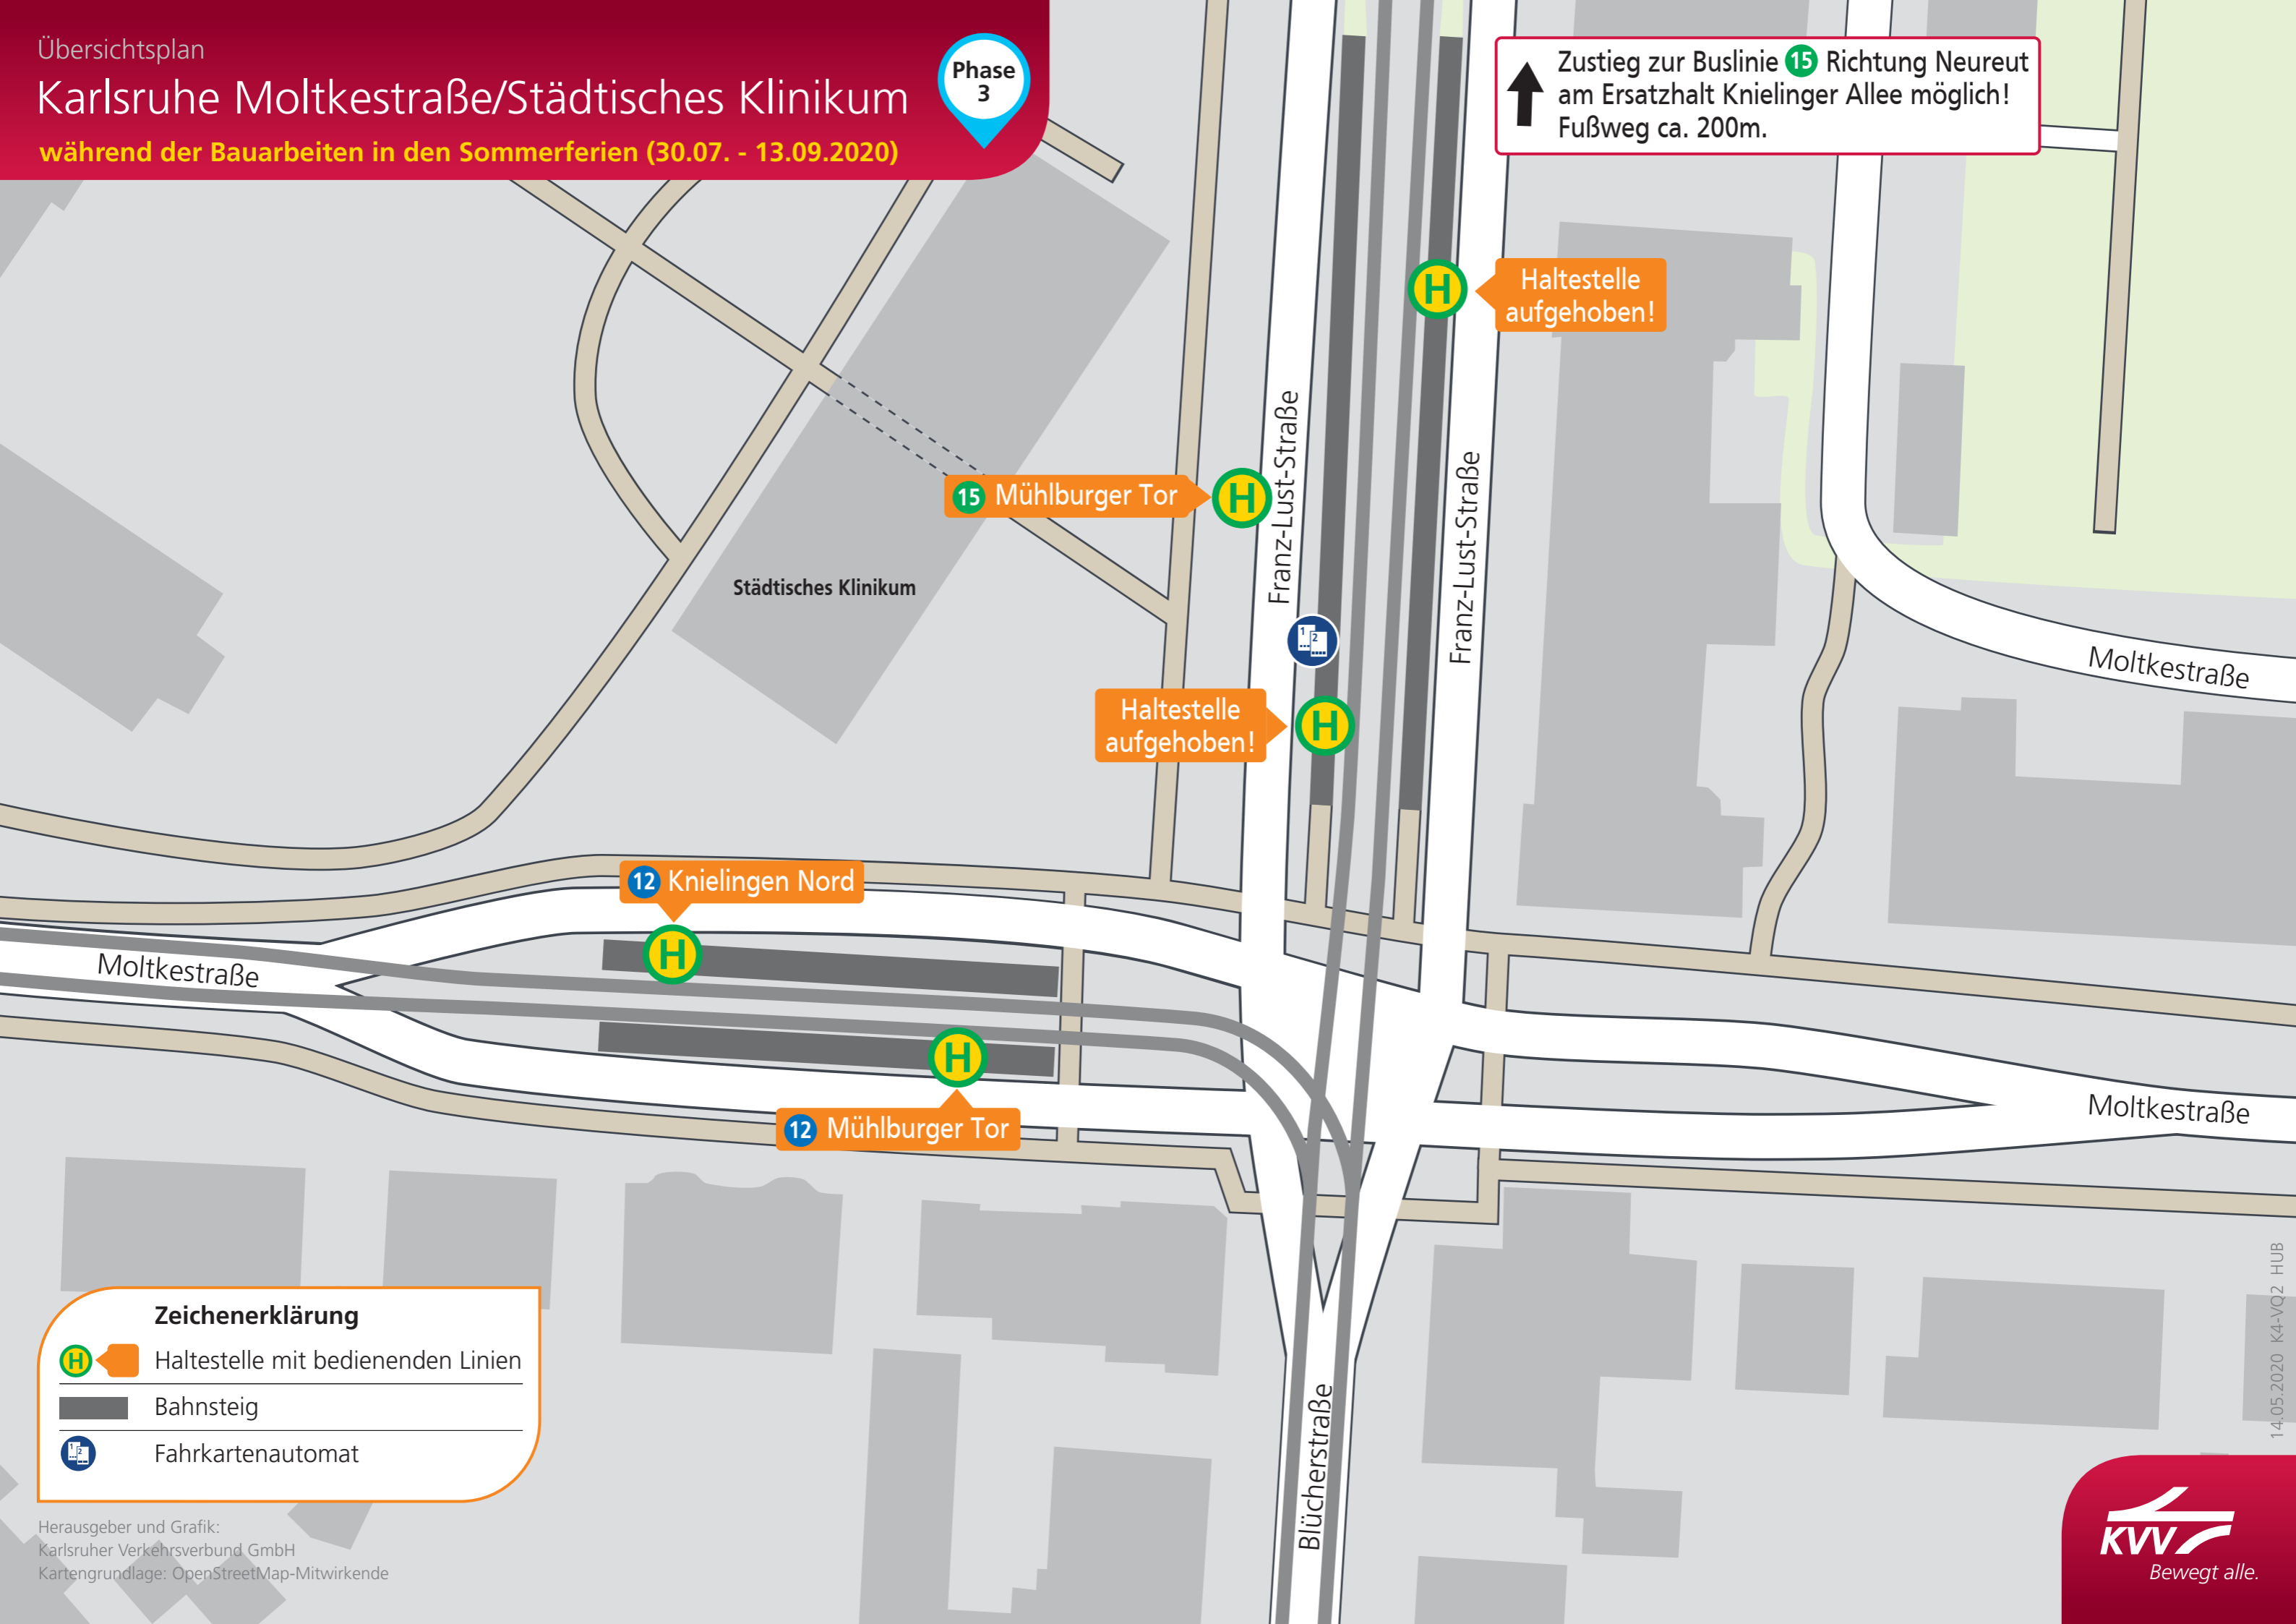 Übersichtsplan
Karlsruhe Moltkestraße/Städtisches Klinikum
während der Bauarbeiten in den Sommerferien (30.07. - 13.09.2020)
Phase
3
Zustieg zur Buslinie 15 Richtung Neureut
am Ersatzhalt Knielinger Allee möglich!
Fußweg ca. 200m.
H
Haltestelle
aufgehoben!
Franz-Lust-Straße
Franz-Lust-Straße
15 Mühlburger Tor
H
Städtisches Klinikum
1 2
Moltkestraße
Haltestelle
aufgehoben!
H
12 Knielingen Nord
H
Moltkestraße
H
12 Mühlburger Tor
Moltkestraße
Blücherstraße
Zeichenerklärung
H
Haltestelle mit bedienenden Linien
Bahnsteig
1 2
Fahrkartenautomat
Herausgeber und Grafik:
Karlsruher Verkehrsverbund GmbH
Kartengrundlage: OpenStreetMap-Mitwirkende
14.05.2020 K4-VQ2 HUB
KVV
Bewegt alle.